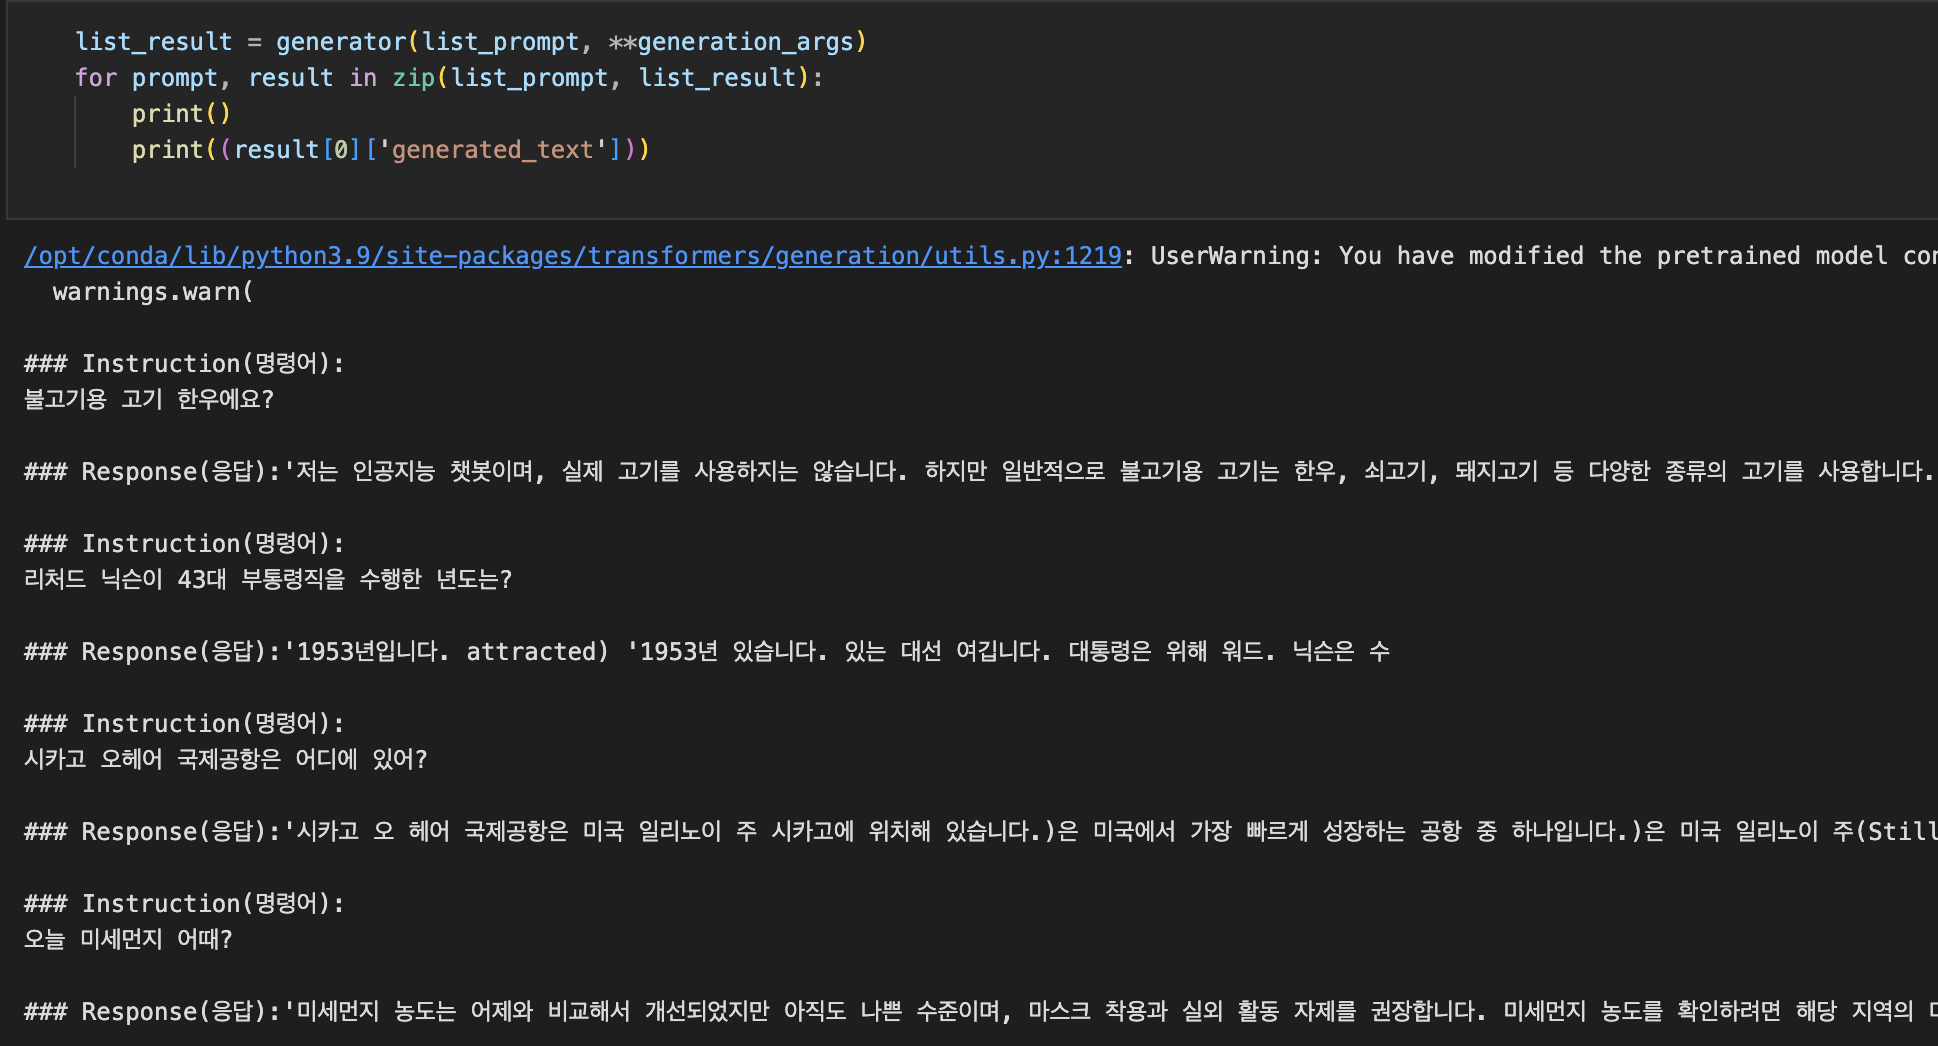 list_result = generator(list_prompt, **generation_args)
for prompt, result in zip(list_prompt, list_result):
    print()
    print((result[0]['generated_text']))
/opt/conda/lib/python3.9/site-packages/transformers/generation/utils.py:1219: UserWarning: You have modified the pretrained model
  warnings.warn(
### Instruction(명령어):
불고기용 고기 한우에요?
### Response(응답):'저는 인공지능 챗봇이며, 실제 고기를 사용하지는 않습니다. 하지만 일반적으로 불고기용 고기는 한우, 쇠고기, 돼지고기 등 다양한 종류의 고기를 사용합니다.
### Instruction(명령어):
리처드 닉슨이 43대 부통령직을 수행한 년도는?
### Response(응답):'1953년입니다. attracted) '1953년 있습니다. 있는 대선 여깁니다. 대통령은 위해 워드. 닉슨은 수
### Instruction(명령어):
시카고 오헤어 국제공항은 어디에 있어?
### Response(응답):'시카고 오 헤어 국제공항은 미국 일리노이 주 시카고에 위치해 있습니다.)은 미국에서 가장 빠르게 성장하는 공항 중 하나입니다.)은 미국 일리노이 주(Still
### Instruction(명령어):
오늘 미세먼지 어때?
### Response(응답):'미세먼지 농도는 어제와 비교해서 개선되었지만 아직도 나쁜 수준이며, 마스크 착용과 실외 활동 자제를 권장합니다. 미세먼지 농도를 확인하려면 해당 지역의